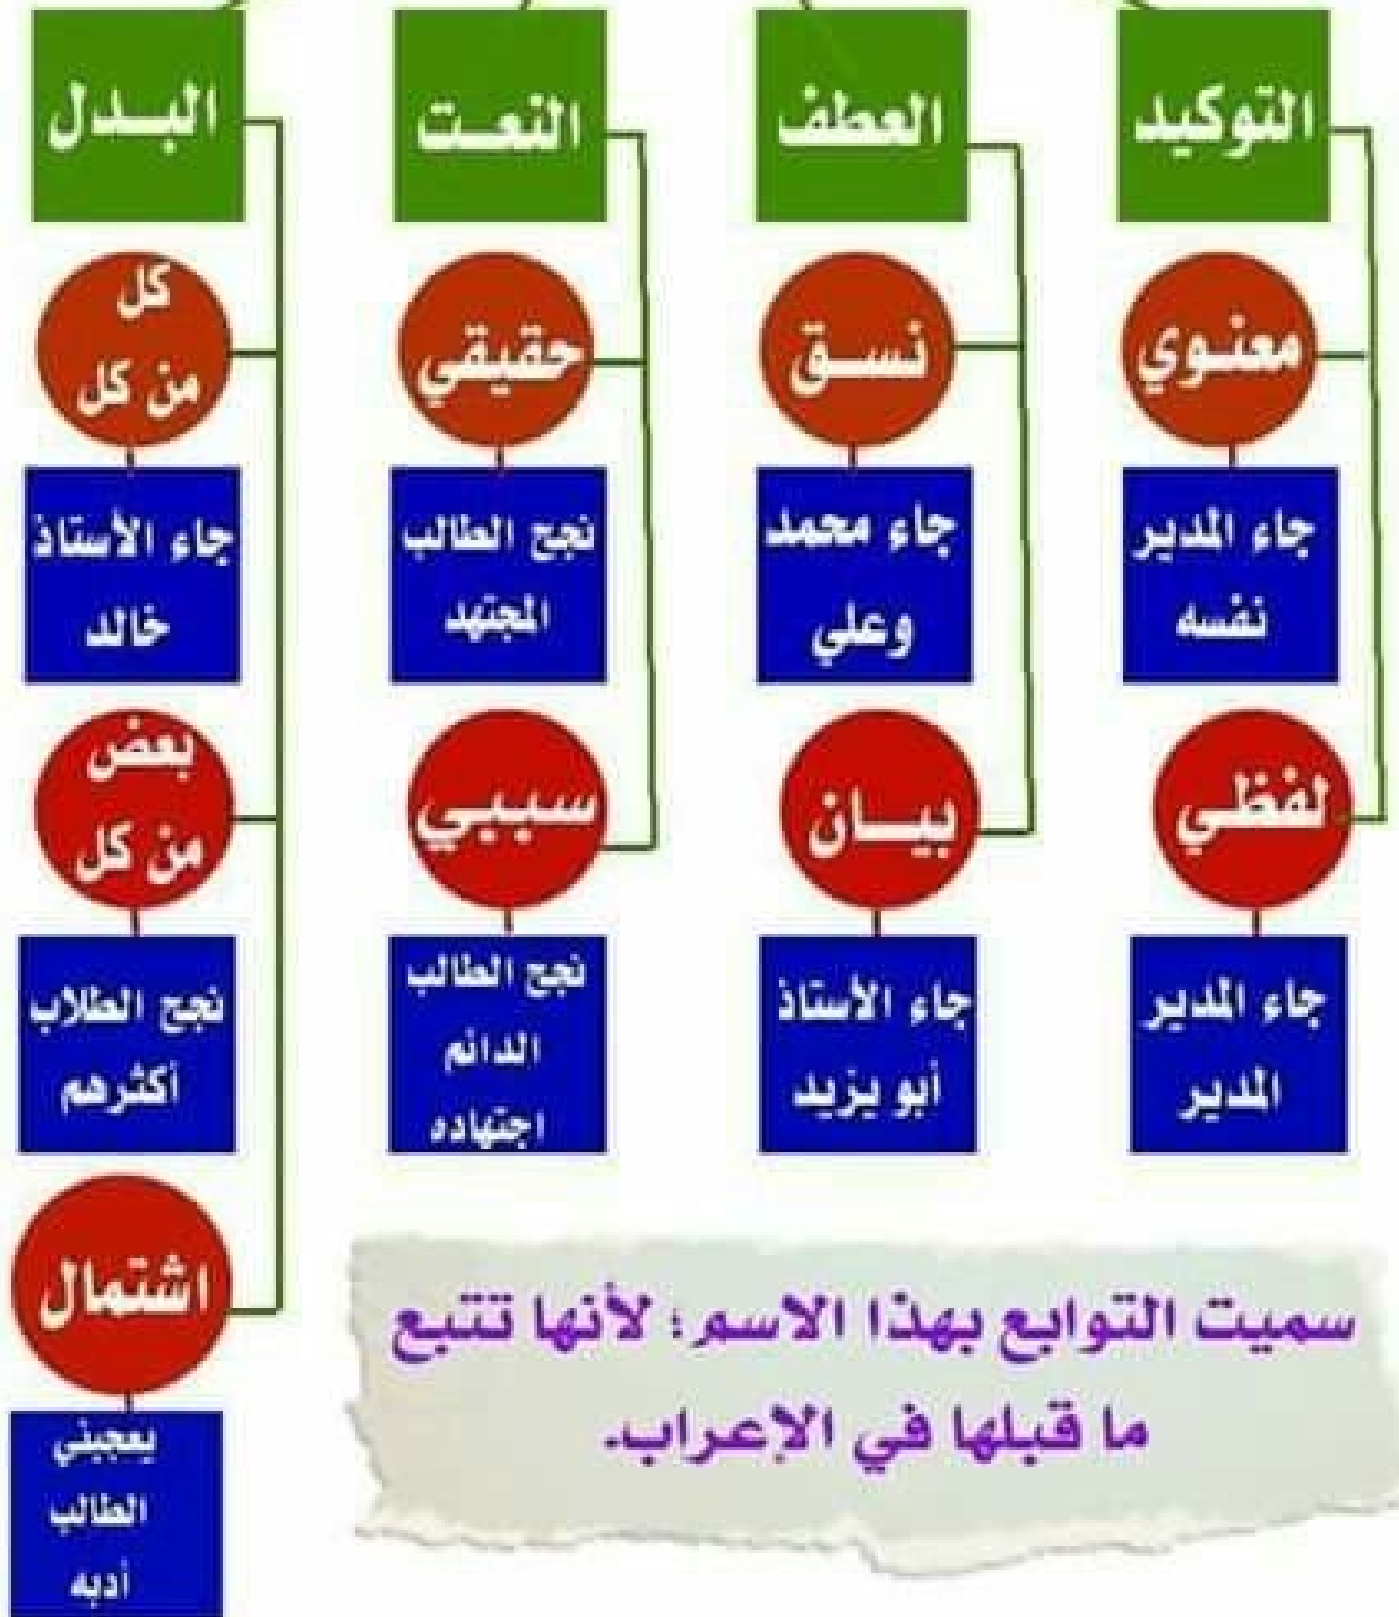 التوكيد
العطف
النعت
البدل
معنوي
نسق
حقيقي
كل
من كل
جاء المدير
نفسه
جاء محمد
وعلي
نجح الطالب
المجتهد
جاء الأستاذ
خالد
لفظي
بيان
سببي
بعض
من كل
جاء المدير
المدير
جاء الأستاذ
أبو يزيد
نجح الطالب
الدائم
اجتهاده
نجح الطلاب
أكثرهم
اشتمال
يعجبني
الطالب
أدبه
سميت التوابع بهذا الاسم؛ لأنها تتبع
ما قبلها في الإعراب.